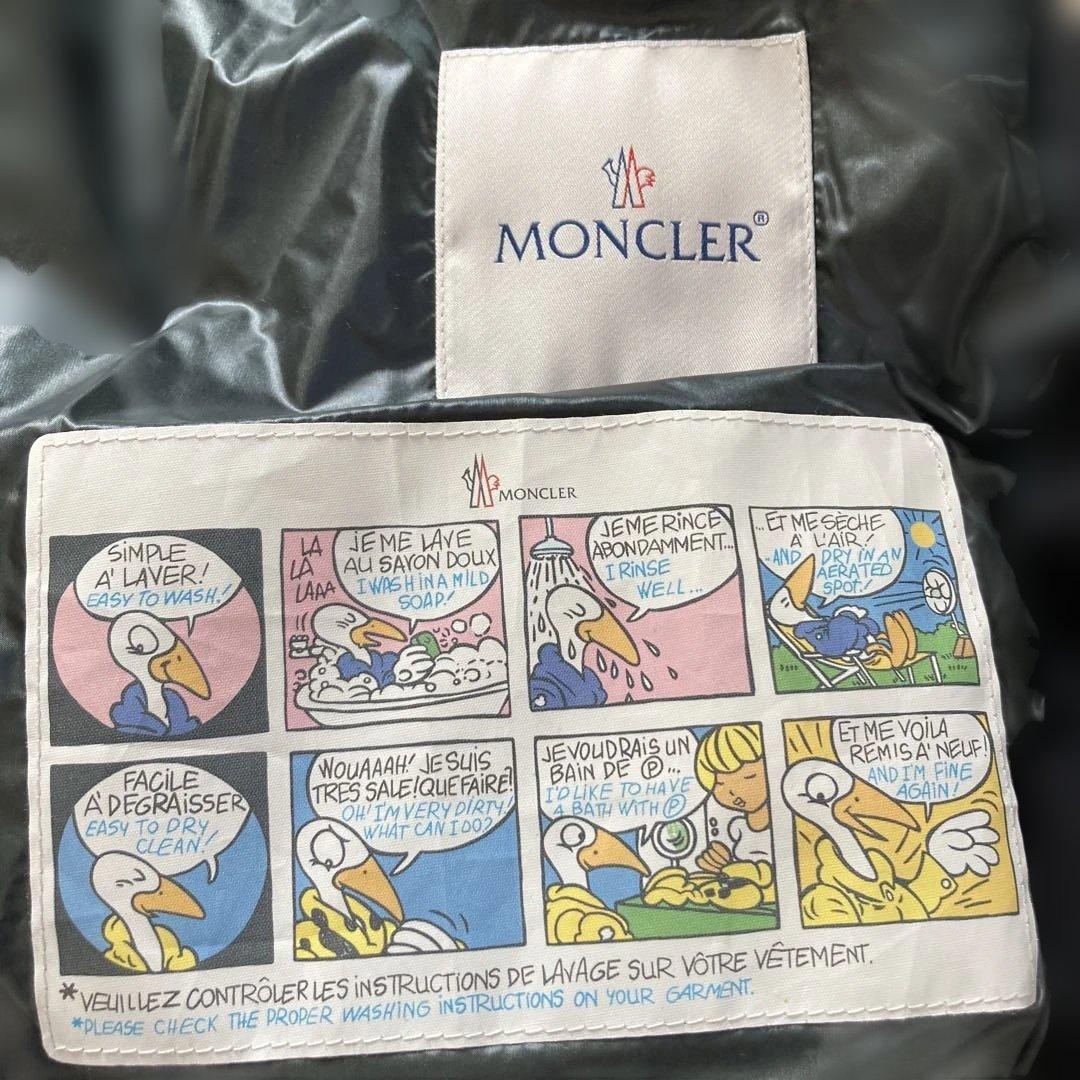 MONCLER®
MONCLER
SIMPLE
A' LAVER!
EASY TO WASH!
LA
LA
LAAA
JE ME LAVE
AU SAVON DOUX
I WASH IN A MILD
SOAP!
JE ME RINCE
ABONDAMMENT...
I RINSE
WELL...
...ET ME SÈCHE
A' L'AIR!
...AND DRY IN AN
AERATED
SPOT!
FACILE
A' DEGRAISSER
EASY TO DRY
CLEAN!
WOUAAAH! JE SUIS
TRES SALE! QUE FAIRE!
OH! I'M VERY DIRTY!
WHAT CAN I DO?
JE VOUDRAIS UN
BAIN DE Ⓟ...
I'D LIKE TO HAVE
A BATH WITH Ⓟ
ET ME VOILA
REMIS A' NEUF!
AND I'M FINE
AGAIN!
*VEUILLEZ CONTRÔLER LES INSTRUCTIONS DE LAVAGE SUR VÔTRE VÊTEMENT.
*PLEASE CHECK THE PROPER WASHING INSTRUCTIONS ON YOUR GARMENT.